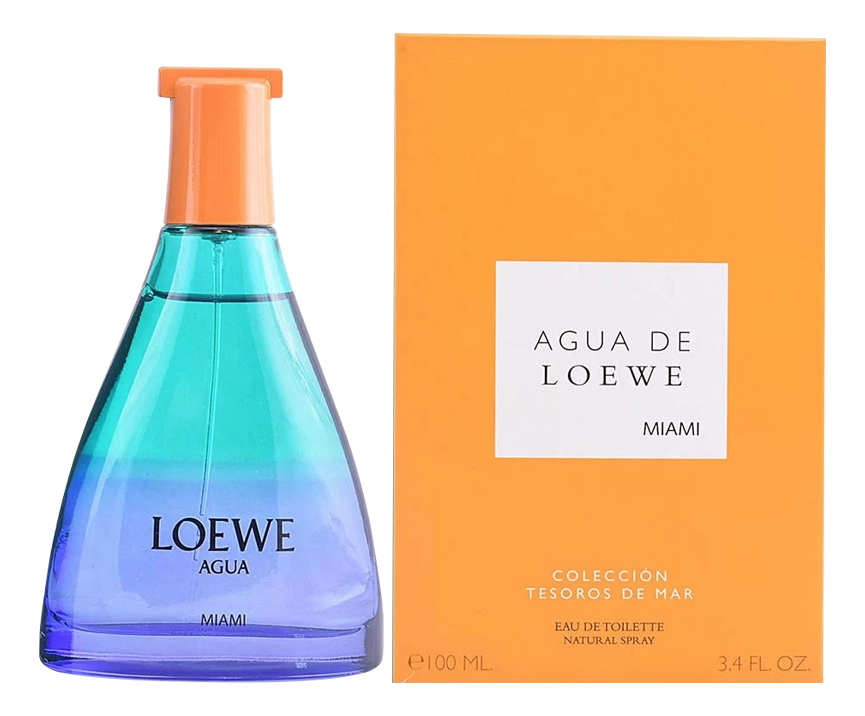 LOEWE
AGUA
MIAMI
AGUA DE
LOEWE
MIAMI
COLECCIÓN
TESOROS DE MAR
EAU DE TOILETTE
NATURAL SPRAY
℮100 ML.
3.4 FL. OZ.